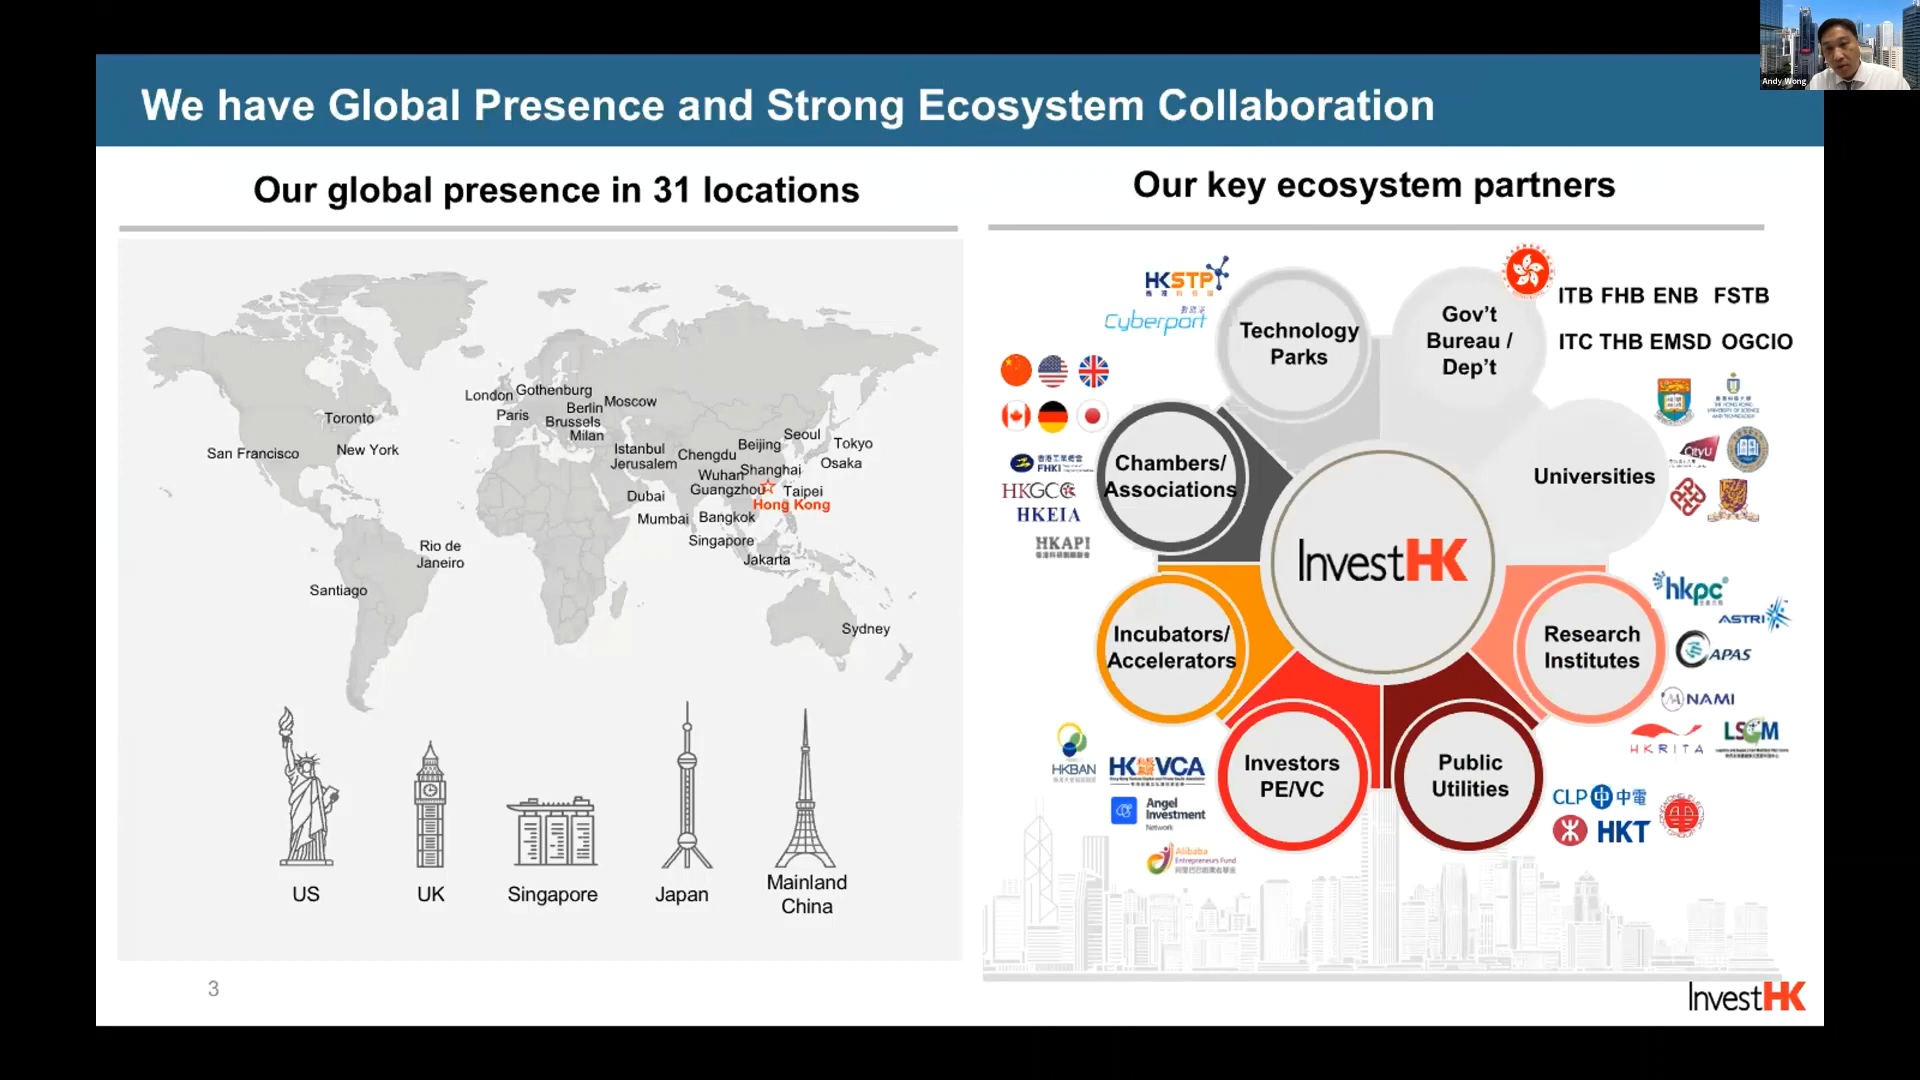 Andy Wong
We have Global Presence and Strong Ecosystem Collaboration
Our global presence in 31 locations
London
Gothenburg
Paris
Berlin
Moscow
Brussels
Milan
Toronto
San Francisco
New York
Istanbul
Jerusalem
Chengdu
Beijing
Seoul
Tokyo
Osaka
Wuhan
Shanghai
Guangzhou
Taipei
Hong Kong
Dubai
Mumbai
Bangkok
Singapore
Jakarta
Rio de
Janeiro
Santiago
Sydney
US
UK
Singapore
Japan
Mainland
China
3
Our key ecosystem partners
HKSTP
Cyberport
Technology
Parks
Gov't
Bureau /
Dep't
ITB FHB ENB FSTB
ITC THB EMSD OGCIO
Chambers/
Associations
FHKI
HKGCC
HKEIA
HKAPI
Universities
CityU
InvestHK
Incubators/
Accelerators
Research
Institutes
hkpc
ASTRI
APAS
NAMI
HKRITA
LSCM
Investors
PE/VC
HKBAN
HKVCA
Angel
Investment
Network
Alibaba
Entrepreneurs Fund
Public
Utilities
CLP 中電
HKT
InvestHK